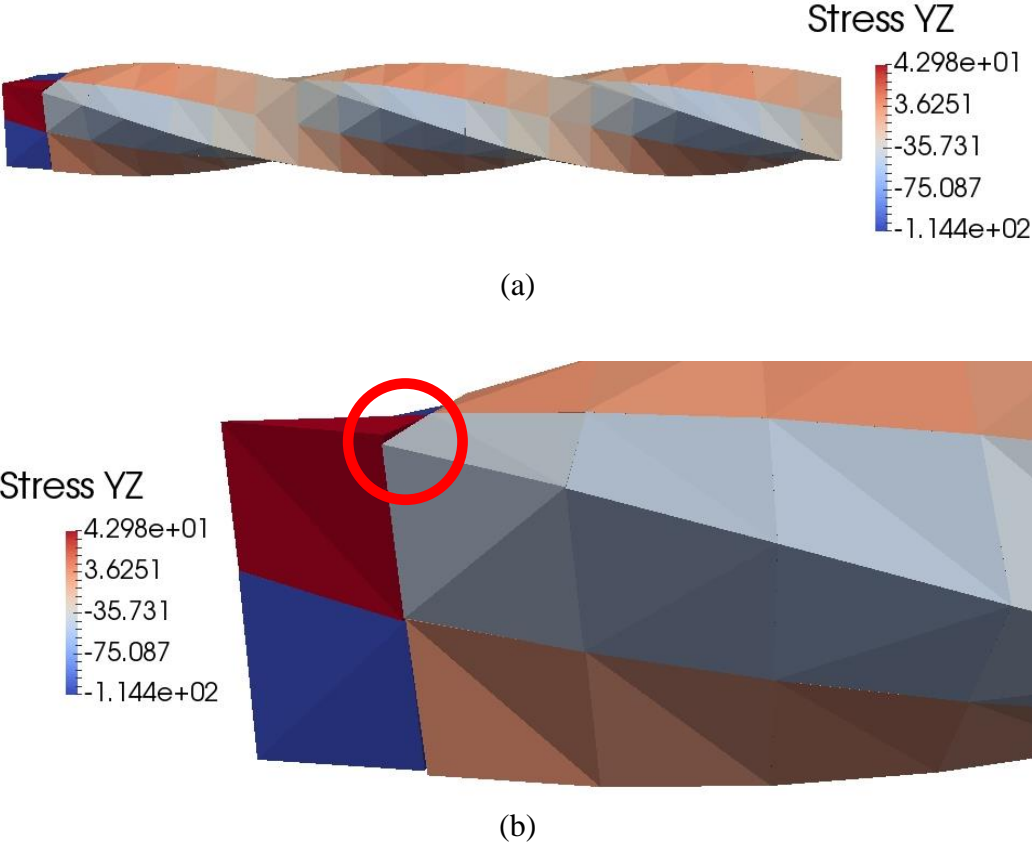 Stress YZ
4.298e+01
3.6251
-35.731
-75.087
-1.144e+02
(a)
Stress YZ
4.298e+01
3.6251
-35.731
-75.087
-1.144e+02
(b)